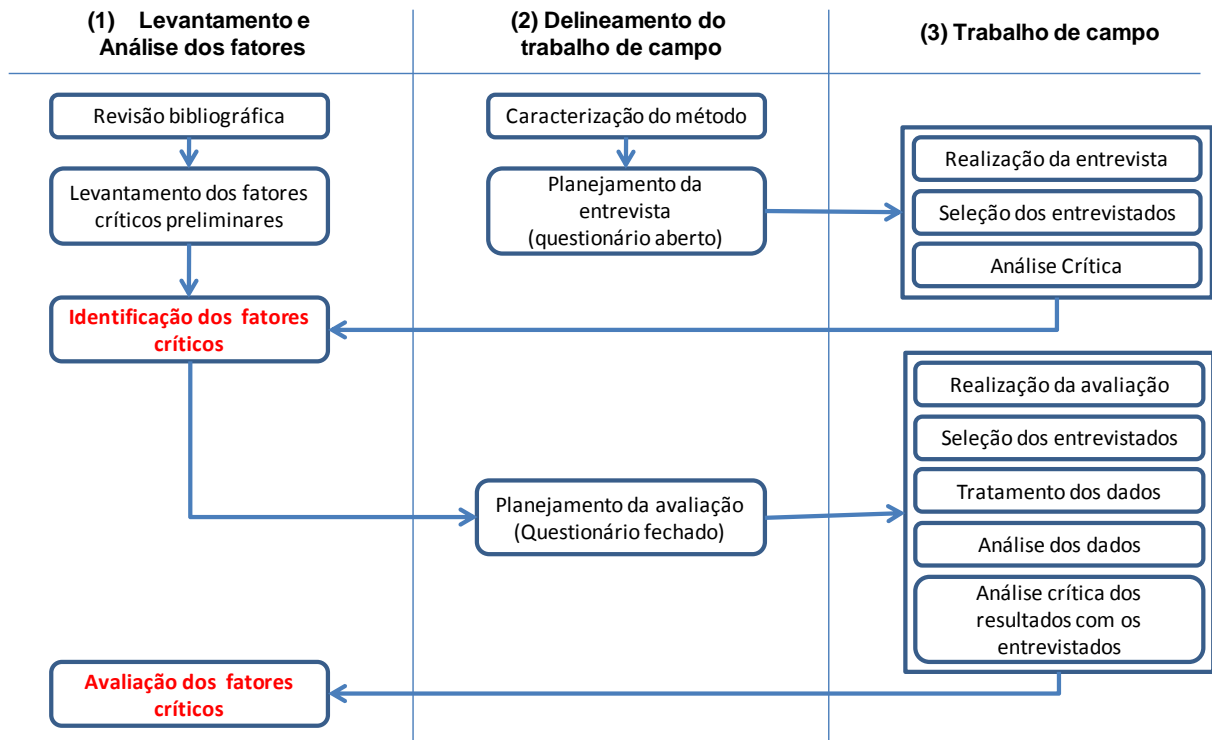 (1) Levantamento e
Análise dos fatores
(2) Delineamento do
trabalho de campo
(3) Trabalho de campo
Revisão bibliográfica
Levantamento dos fatores
críticos preliminares
Identificação dos fatores
críticos
Avaliação dos fatores
críticos
Caracterização do método
Planejamento da
entrevista
(questionário aberto)
Planejamento da avaliação
(Questionário fechado)
Realização da entrevista
Seleção dos entrevistados
Análise Crítica
Realização da avaliação
Seleção dos entrevistados
Tratamento dos dados
Análise dos dados
Análise crítica dos
resultados com os
entrevistados